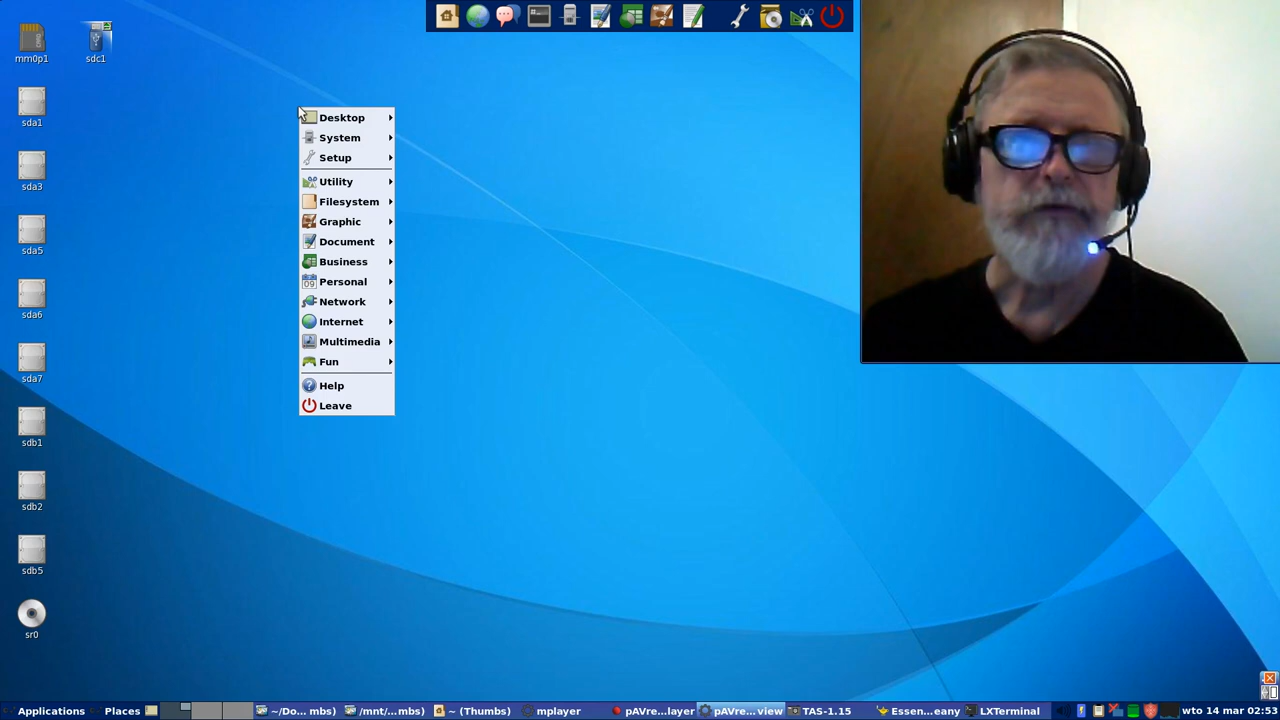 mm0p1
sdc1
sda1
sda3
sda5
sda6
sda7
sdb1
sdb2
sdb5
sr0
Desktop
System
Setup
Utility
Filesystem
Graphic
Document
Business
Personal
Network
Internet
Multimedia
Fun
Help
Leave
Applications Places ~/Do...mbs) /mnt/...mbs) ~ (Thumbs) mplayer pAVre...layer pAVre...view TAS-1.15 Essen...eany LXTerminal wto 14 mar 02:53